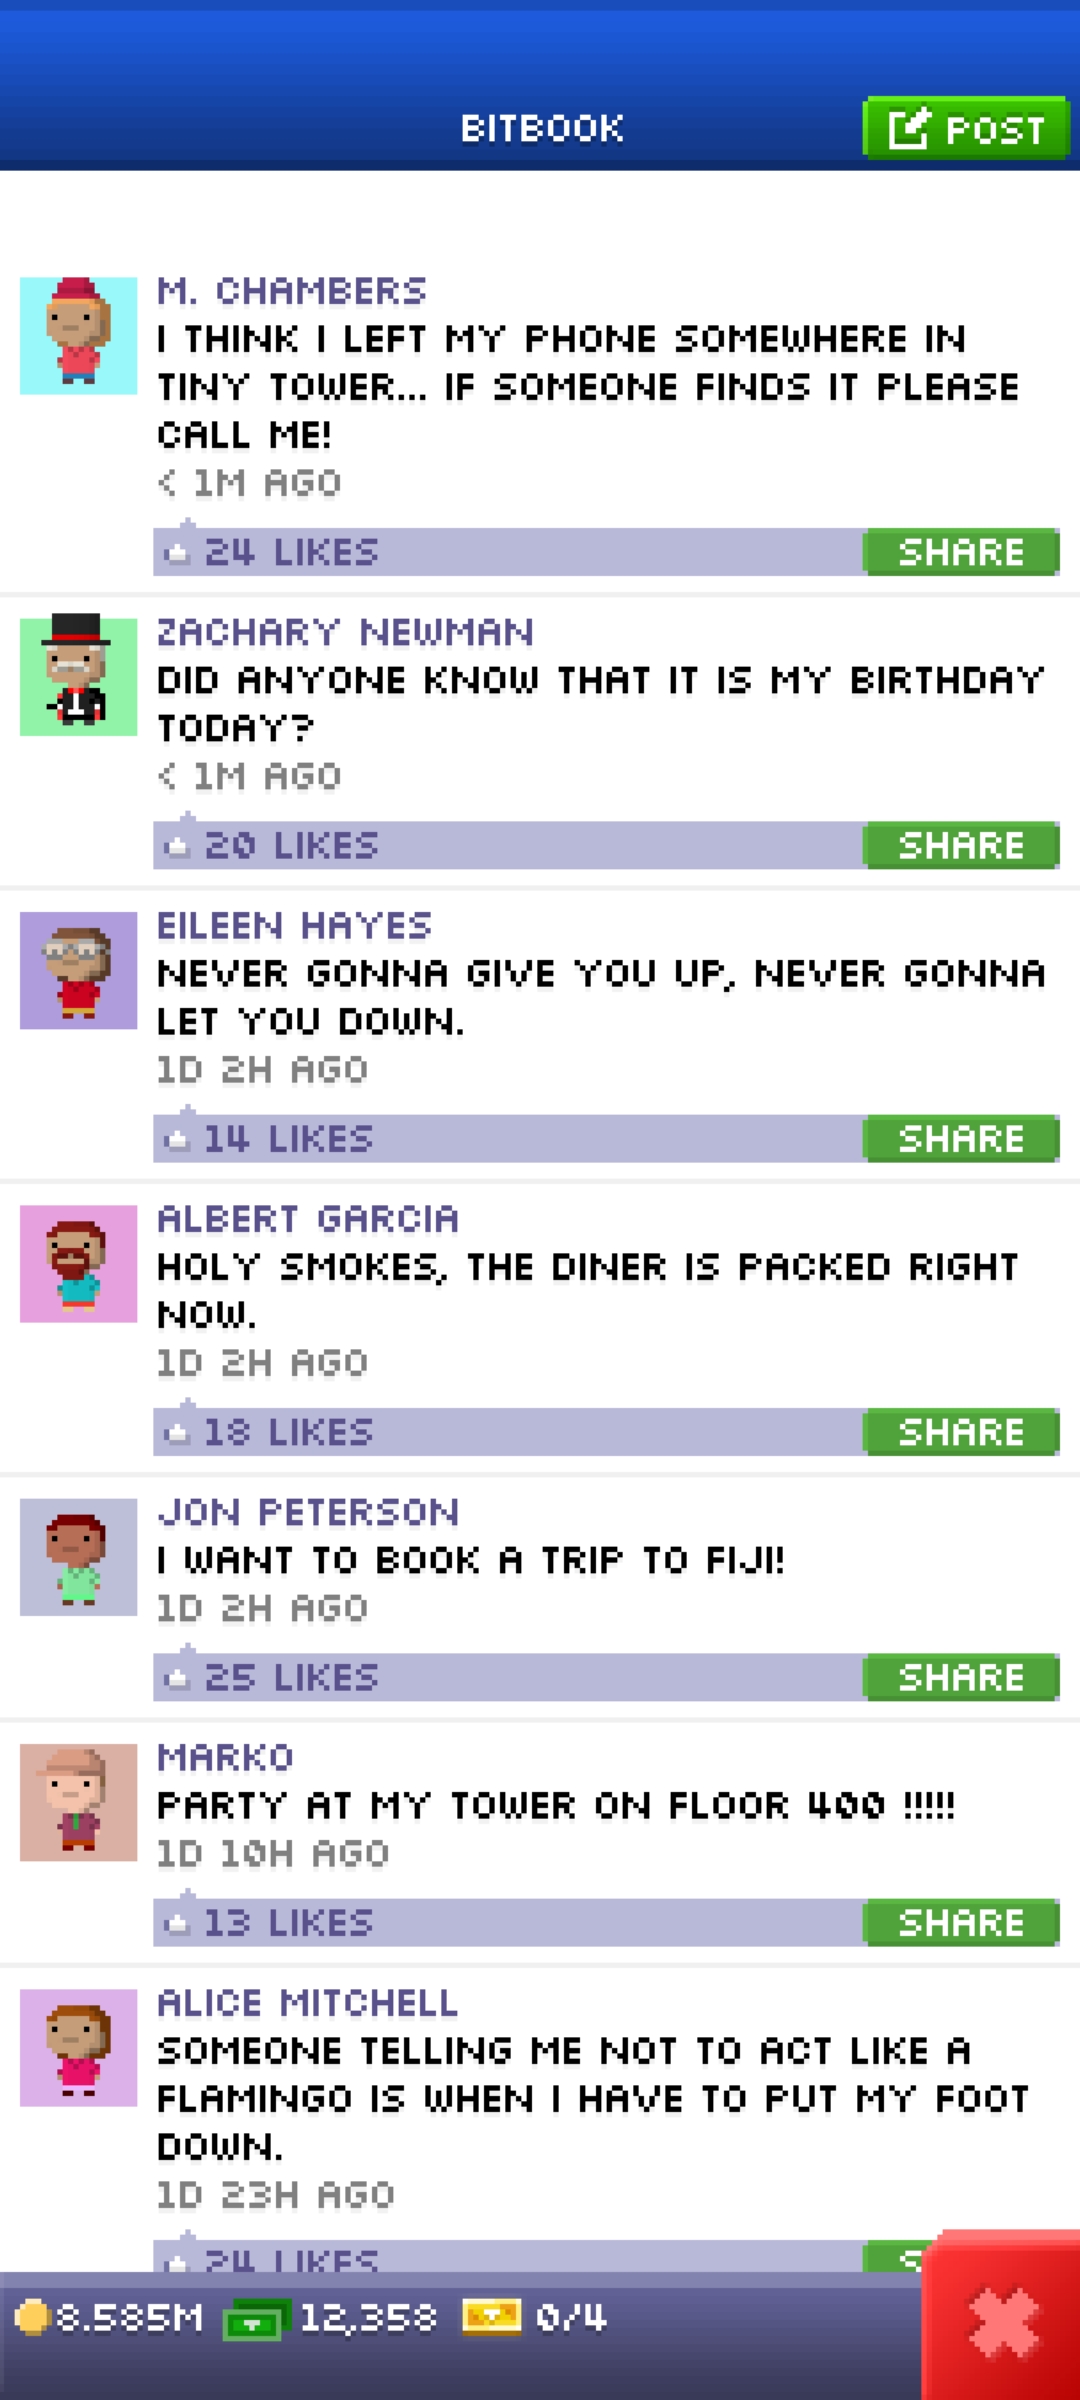 BITBOOK
POST
M. CHAMBERS
I THINK I LEFT MY PHONE SOMEWHERE IN
TINY TOWER... IF SOMEONE FINDS IT PLEASE
CALL ME!
< 1M AGO
24 LIKES
SHARE
ZACHARY NEWMAN
DID ANYONE KNOW THAT IT IS MY BIRTHDAY
TODAY?
< 1M AGO
20 LIKES
SHARE
EILEEN HAYES
NEVER GONNA GIVE YOU UP, NEVER GONNA
LET YOU DOWN.
1D 2H AGO
14 LIKES
SHARE
ALBERT GARCIA
HOLY SMOKES, THE DINER IS PACKED RIGHT
NOW.
1D 2H AGO
18 LIKES
SHARE
JON PETERSON
I WANT TO BOOK A TRIP TO FIJI!
1D 2H AGO
25 LIKES
SHARE
MARKO
PARTY AT MY TOWER ON FLOOR 400 !!!!!
1D 10H AGO
13 LIKES
SHARE
ALICE MITCHELL
SOMEONE TELLING ME NOT TO ACT LIKE A
FLAMINGO IS WHEN I HAVE TO PUT MY FOOT
DOWN.
1D 23H AGO
24 LIKES
8.585M
12,358
0/4